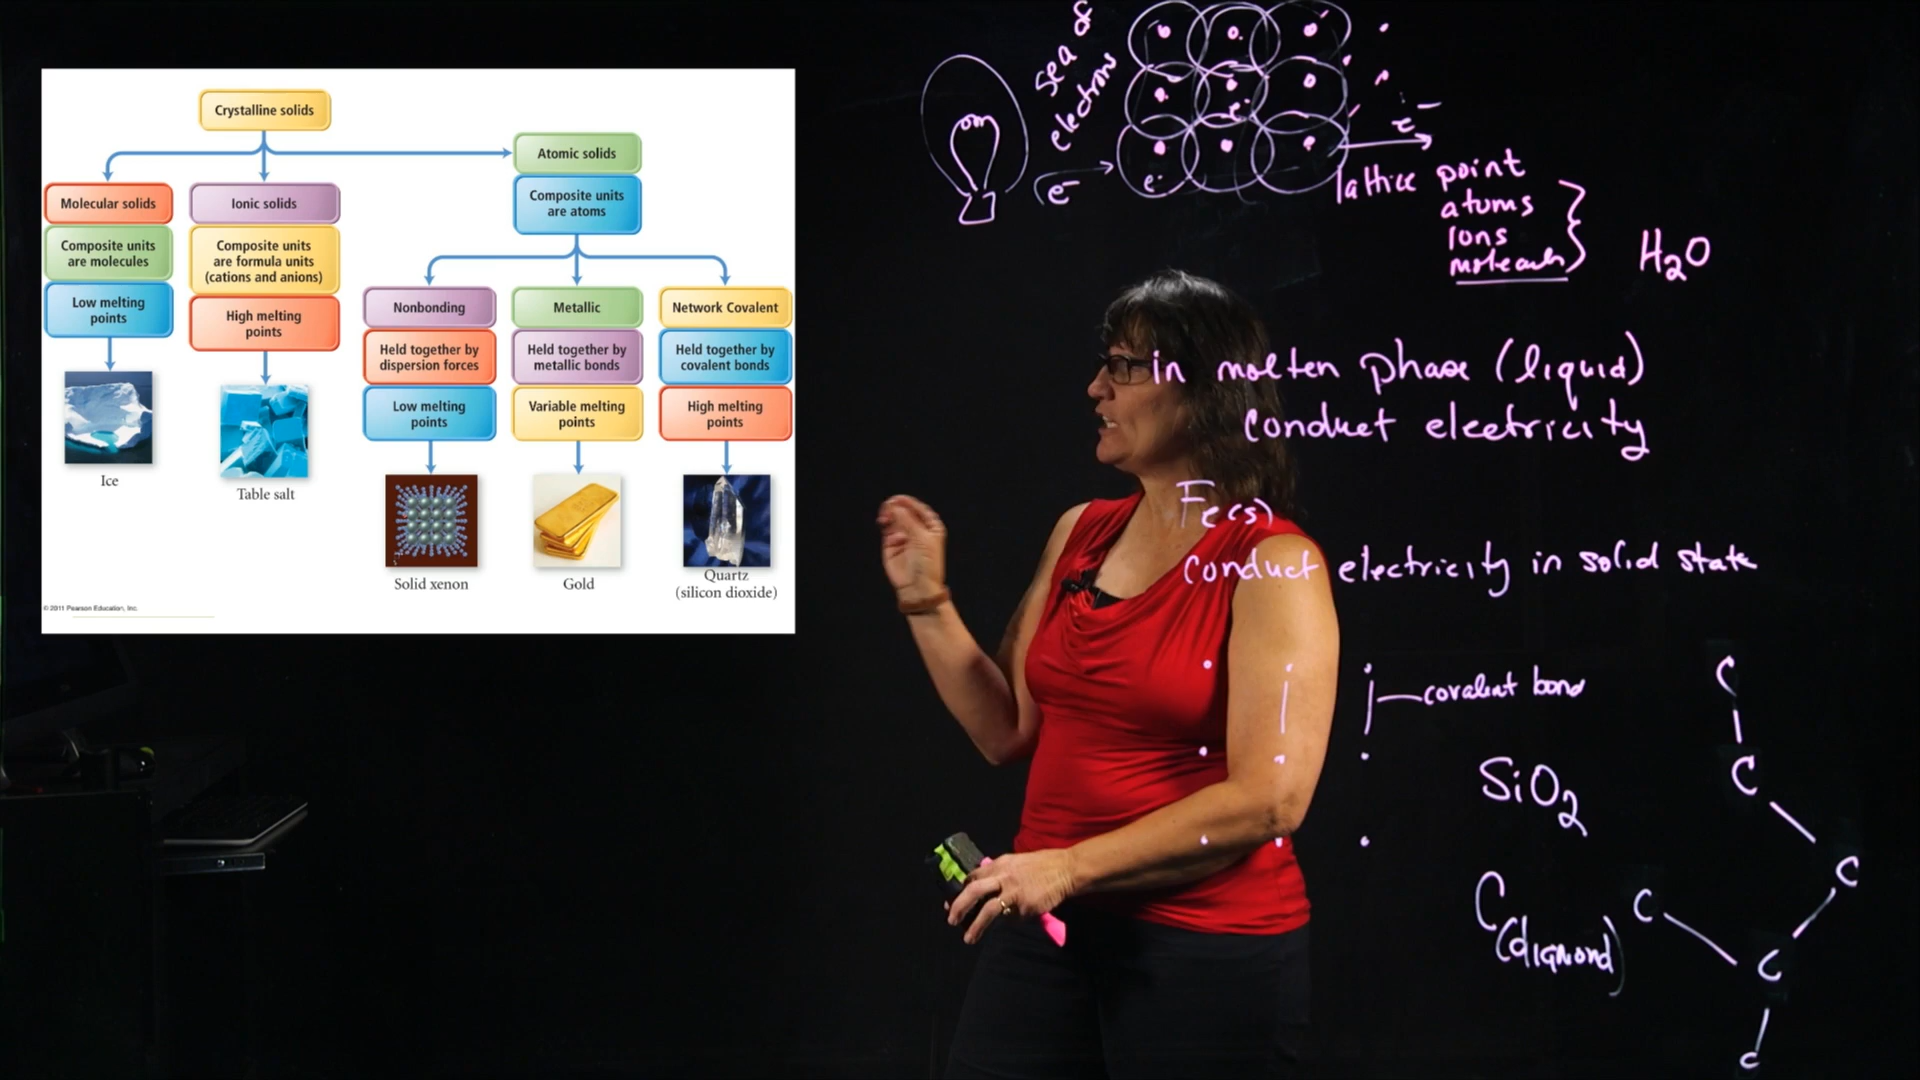 Crystalline solids
Atomic solids
Composite units
are atoms
Molecular solids
Composite units
are molecules
Low melting
points
Ice
Ionic solids
Composite units
are formula units
(cations and anions)
High melting
points
Table salt
Nonbonding
Held together by
dispersion forces
Low melting
points
Solid xenon
Metallic
Held together by
metallic bonds
Variable melting
points
Gold
Network Covalent
Held together by
covalent bonds
High melting
points
Quartz
(silicon dioxide)
© 2011 Pearson Education, Inc.
sea of
electrons
e-
e-
e-
e-
lattice point
atoms
Ions
molecules
H2O
in molten phase (liquid)
conduct electricity
Fe(s)
conduct electricity in solid state
covalent bond
SiO2
C(diamond)
C
C
C
C
C
C